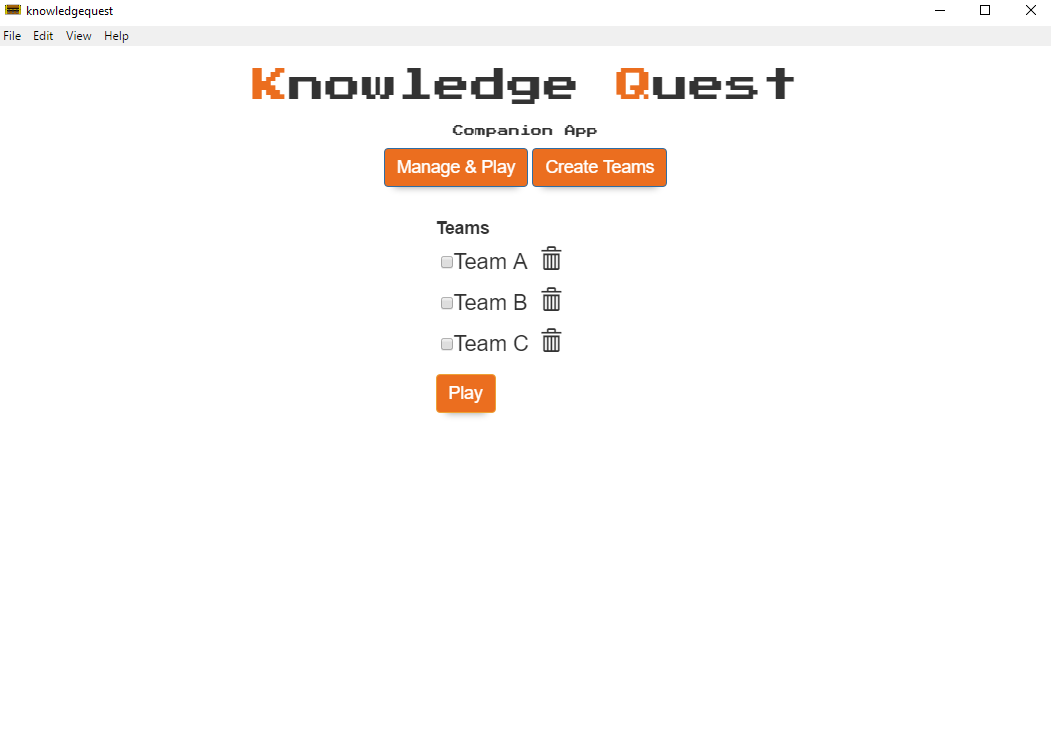 knowledgequest
File Edit View Help
Knowledge Quest
Companion App
Manage & Play Create Teams
Teams
Team A
Team B
Team C
Play